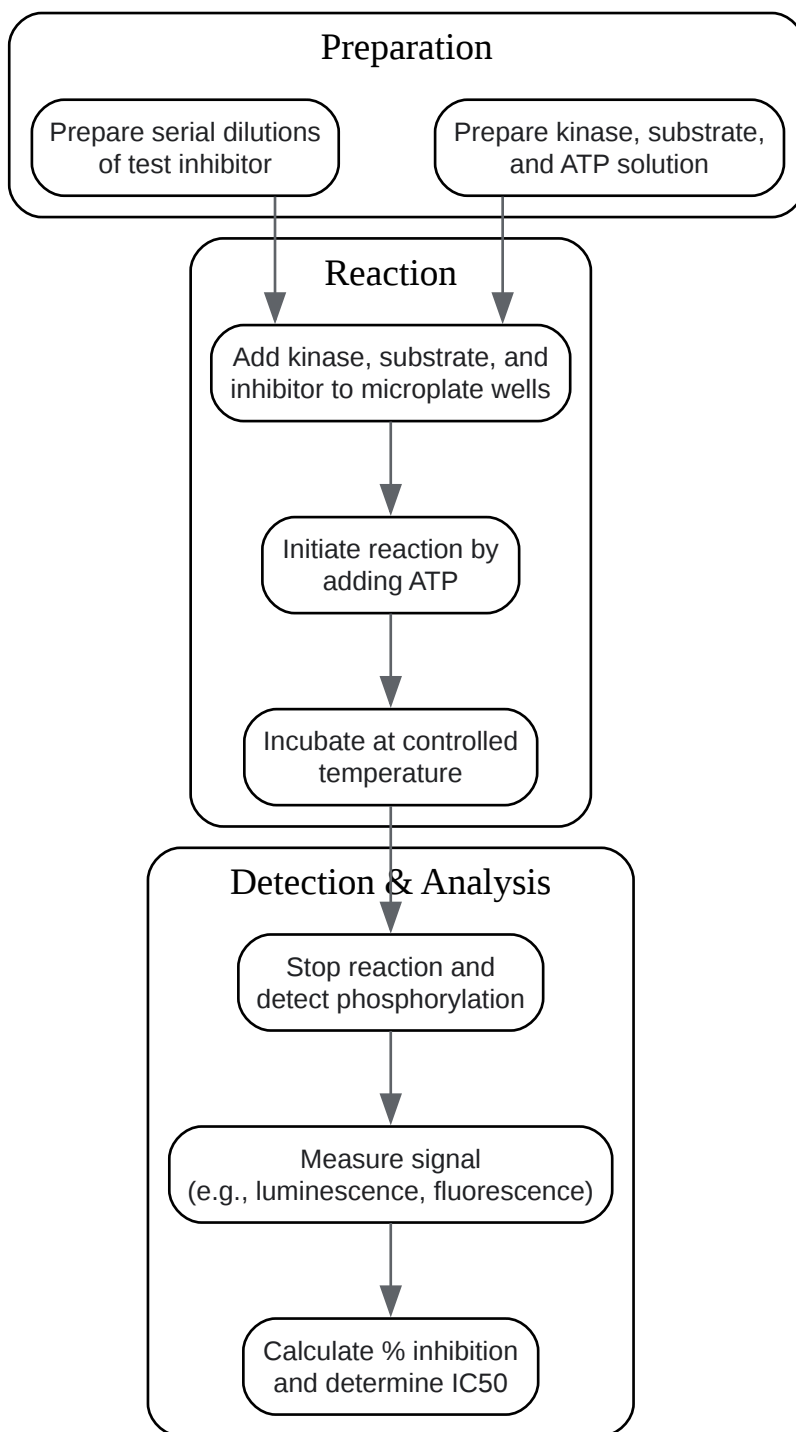 Preparation
Prepare serial dilutions
of test inhibitor
Prepare kinase, substrate,
and ATP solution
Reaction
Add kinase, substrate, and
inhibitor to microplate wells
Initiate reaction by
adding ATP
Incubate at controlled
temperature
Detection & Analysis
Stop reaction and
detect phosphorylation
Measure signal
(e.g., luminescence, fluorescence)
Calculate % inhibition
and determine IC50